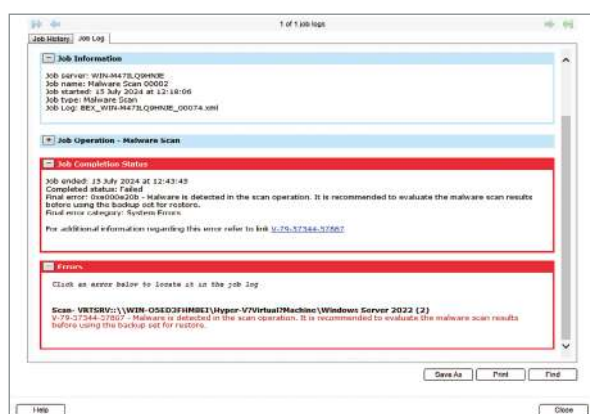 1 of 1 job logs
Job History
Job Log
Job Information
Job server: WIN-M47ILQ9HNJE
Job name: Malware Scan 00002
Job started: 15 July 2024 at 12:18:06
Job type: Malware Scan
Job Log: BEX_WIN-M47ILQ9HNJE_00074.xml
Job Operation - Malware Scan
Job Completion Status
Job ended: 15 July 2024 at 12:43:43
Completed status: Failed
Final error: 0xe000e20b - Malware is detected in the scan operation. It is recommended to evaluate the malware scan results
before using the backup set for restore.
Final error category: System Errors
For additional information regarding this error refer to link V-79-57344-57867
Errors
Click an error below to locate it in the job log
Scan- VRTSRV::\\WIN-O5ED3FHM8EI\Hyper-V?Virtual?Machine\Windows Server 2022 (2)
V-79-57344-57867 - Malware is detected in the scan operation. It is recommended to evaluate the malware scan results
before using the backup set for restore.
Save As
Print
Find
Help
Close